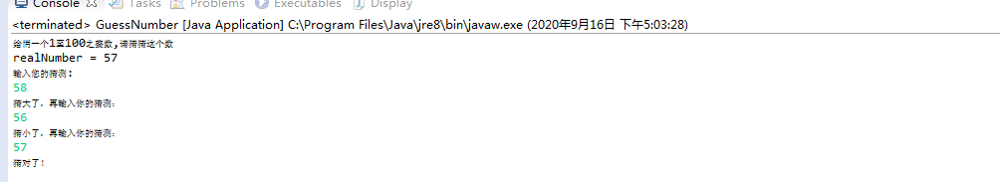 Console Tasks Problems Executables Display
<terminated> GuessNumber [Java Application] C:\Program Files\Java\jre8\bin\javaw.exe (2020年9月16日 下午5:03:28)
给悄一个1至100之褒数,请猜猜这个数
realNumber = 57
输入您的猜测:
58
猜大了，再输入你的猜测：
56
猜小了，再输入你的猜测：
57
猜对了！